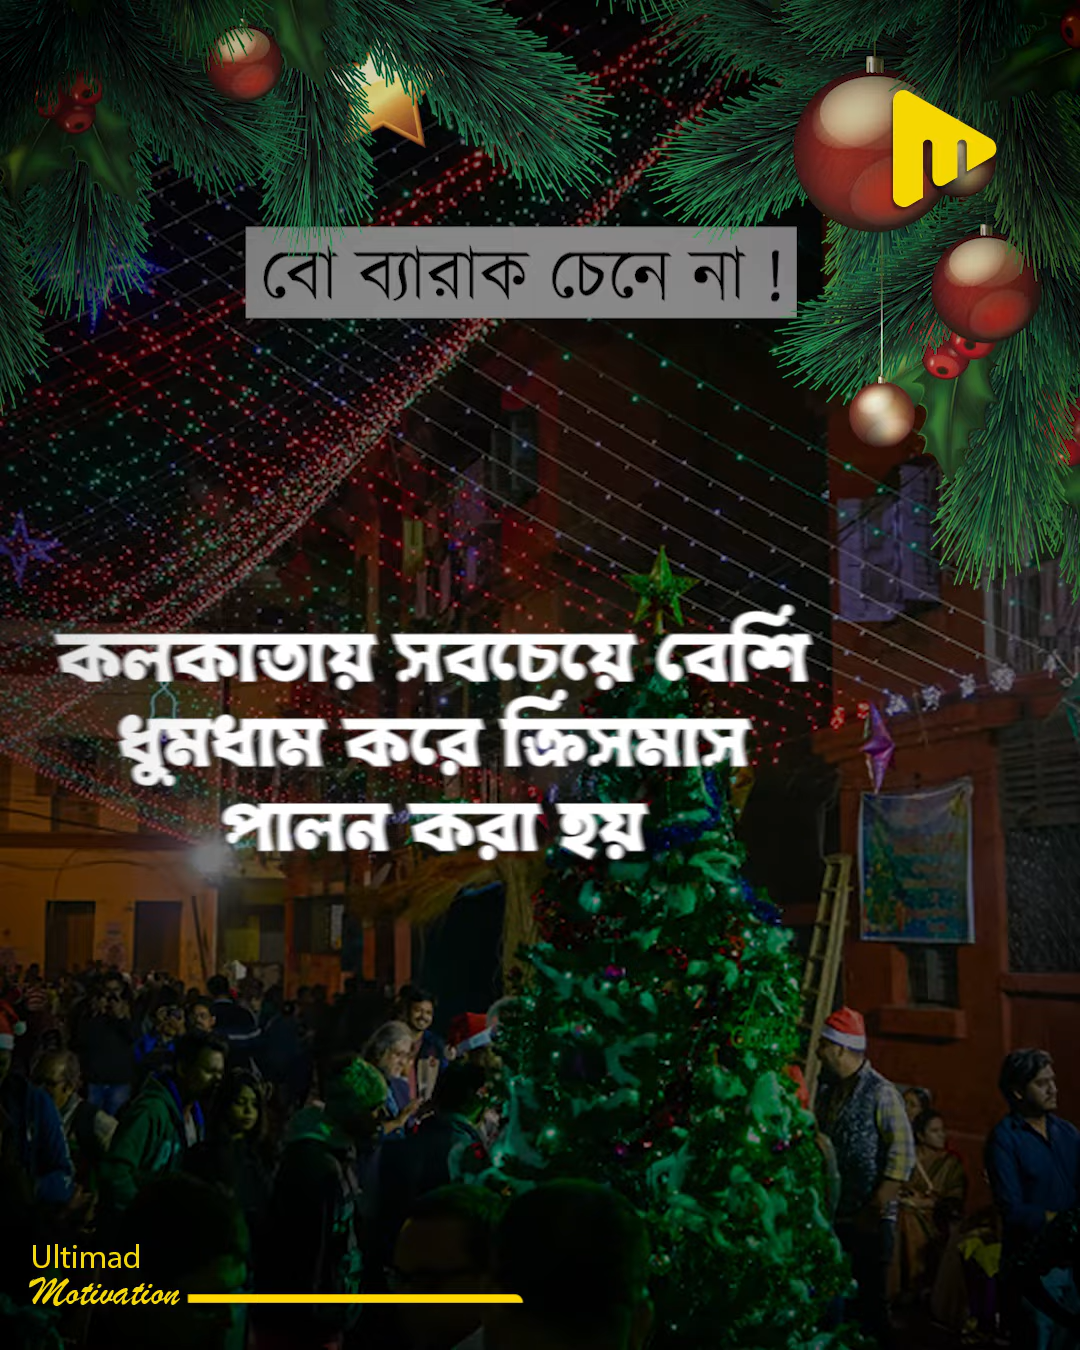 বো ব্যারাক চেনে না !
কলকাতায় সবচেয়ে বেশি
ধুমধাম করে ক্রিসমাস
পালন করা হয়
Ultimad
Motivation